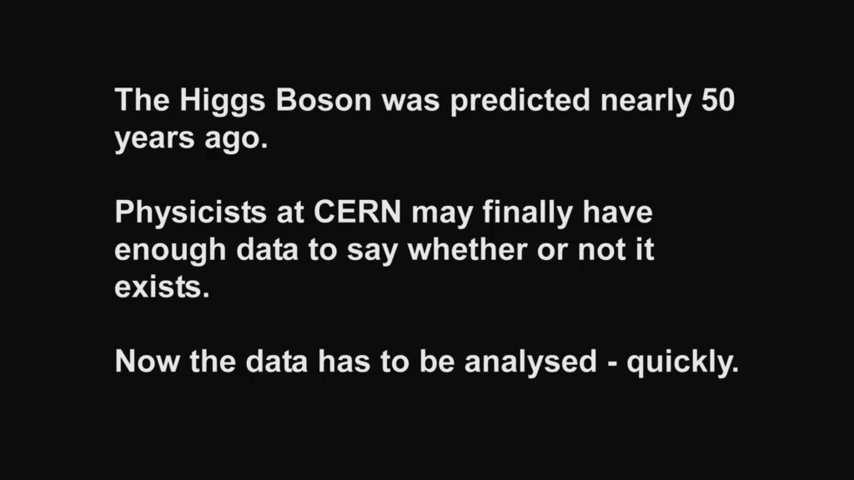 The Higgs Boson was predicted nearly 50
years ago.
Physicists at CERN may finally have
enough data to say whether or not it
exists.
Now the data has to be analysed - quickly.